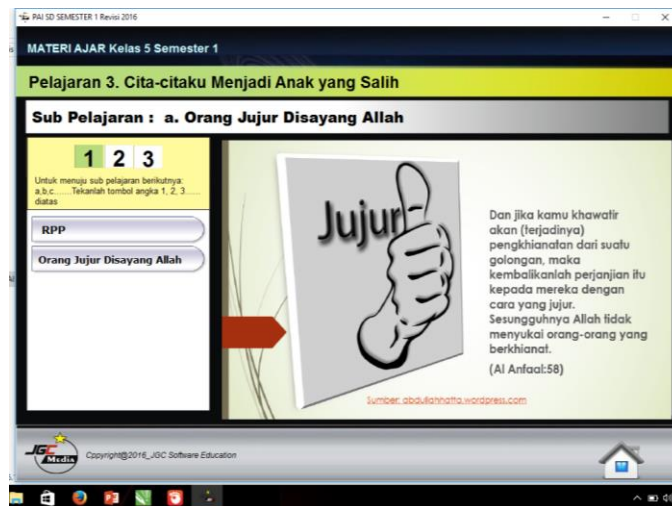 PAI SD SEMESTER 1 Revisi 2016
MATERI AJAR Kelas 5 Semester 1
Pelajaran 3. Cita-citaku Menjadi Anak yang Salih
Sub Pelajaran : a. Orang Jujur Disayang Allah
1 2 3
Untuk menuju sub pelajaran berikutnya:
a,b,c.......Tekanlah tombol angka 1, 2, 3......
diatas
RPP
Orang Jujur Disayang Allah
Jujur
Dan jika kamu khawatir
akan (terjadinya)
pengkhianatan dari suatu
golongan, maka
kembalikanlah perjanjian itu
kepada mereka dengan
cara yang jujur.
Sesungguhnya Allah tidak
menyukai orang-orang yang
berkhianat.
(Al Anfaal:58)
Sumber: abdullahhatta.wordpress.com
JGC
Media
Copyright@2016_JGC Software Education